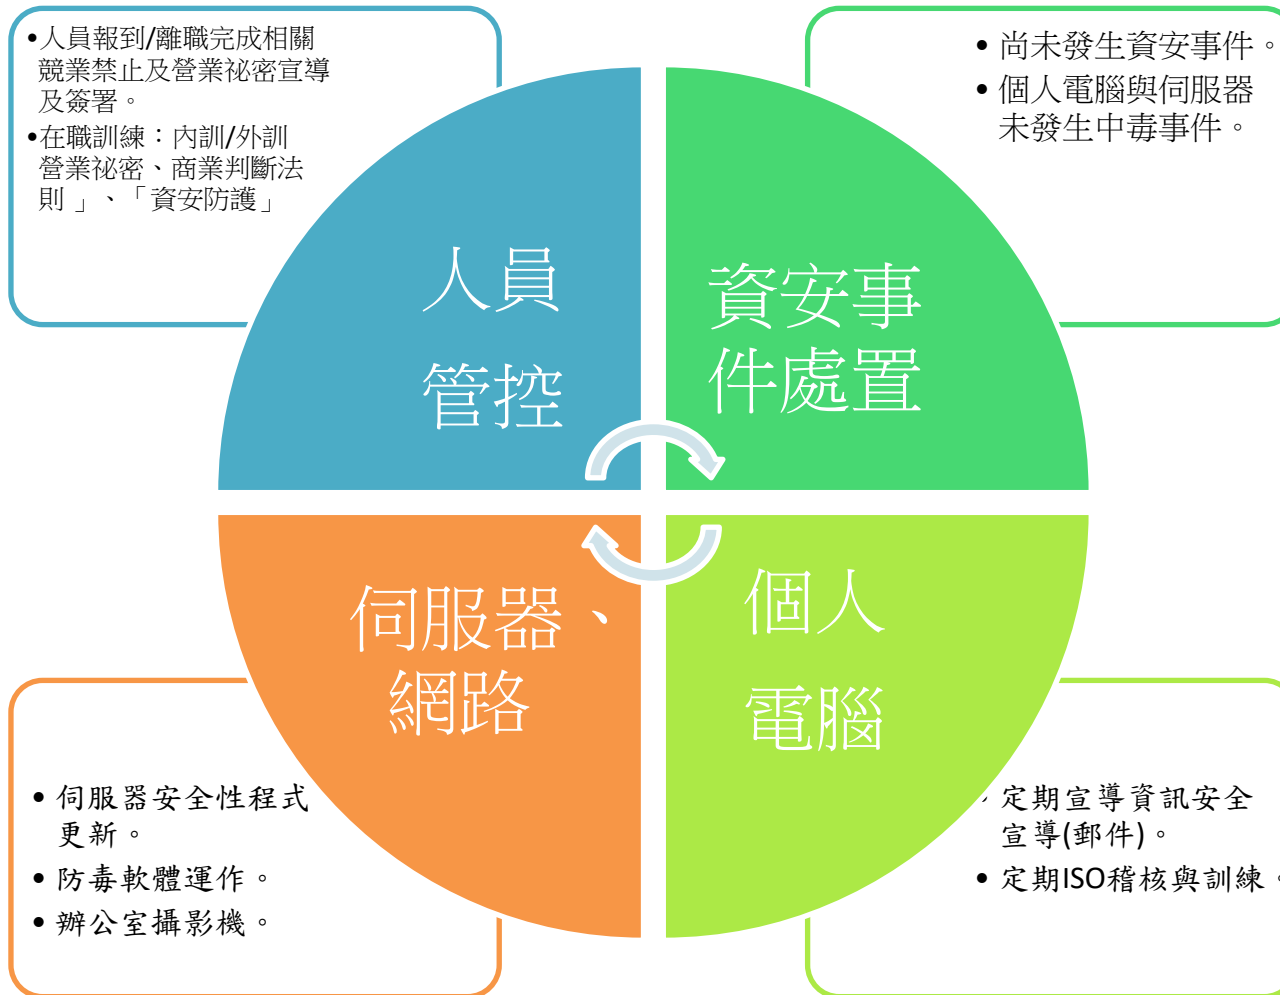 •人員報到/離職完成相關
競業禁止及營業祕密宣導
及簽署。
•在職訓練：內訓/外訓
營業祕密、商業判斷法
則」、「資安防護」
• 尚未發生資安事件。
• 個人電腦與伺服器
未發生中毒事件。
人員
管控
資安事
件處置
伺服器、
網路
個人
電腦
• 伺服器安全性程式
更新。
• 防毒軟體運作。
• 辦公室攝影機。
• 定期宣導資訊安全
宣導(郵件)。
• 定期ISO稽核與訓練。